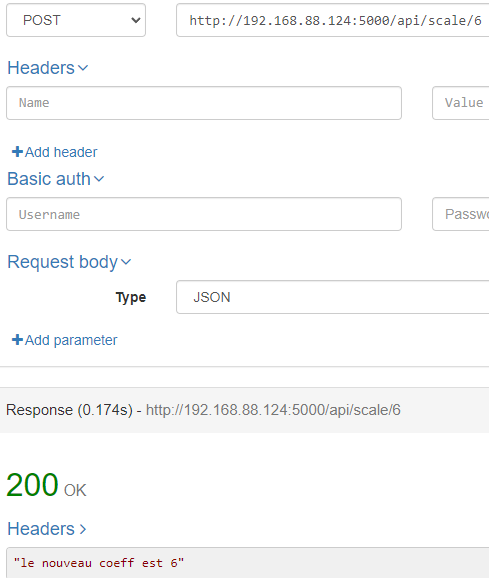 POST http://192.168.88.124:5000/api/scale/6
Headers
Name Value
Add header
Basic auth
Username Passwo
Request body
Type JSON
Add parameter
Response (0.174s) - http://192.168.88.124:5000/api/scale/6
200 OK
Headers
"le nouveau coeff est 6"